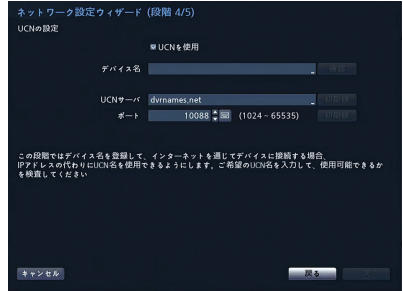 ネットワーク設定ウィザード (段階 4/5)
UCNの設定
UCNを使用
デバイス名
UCNサーバ dvrnames.net
ポート 10088 (1024 ~ 65535)
この段階ではデバイス名を登録して、インターネットを通じてデバイスに接続する場合、
IPアドレスの代わりにUCN名を使用できるようにします。ご希望のUCN名を入力して、使用可能できるか
を検査してください
キャンセル 戻る